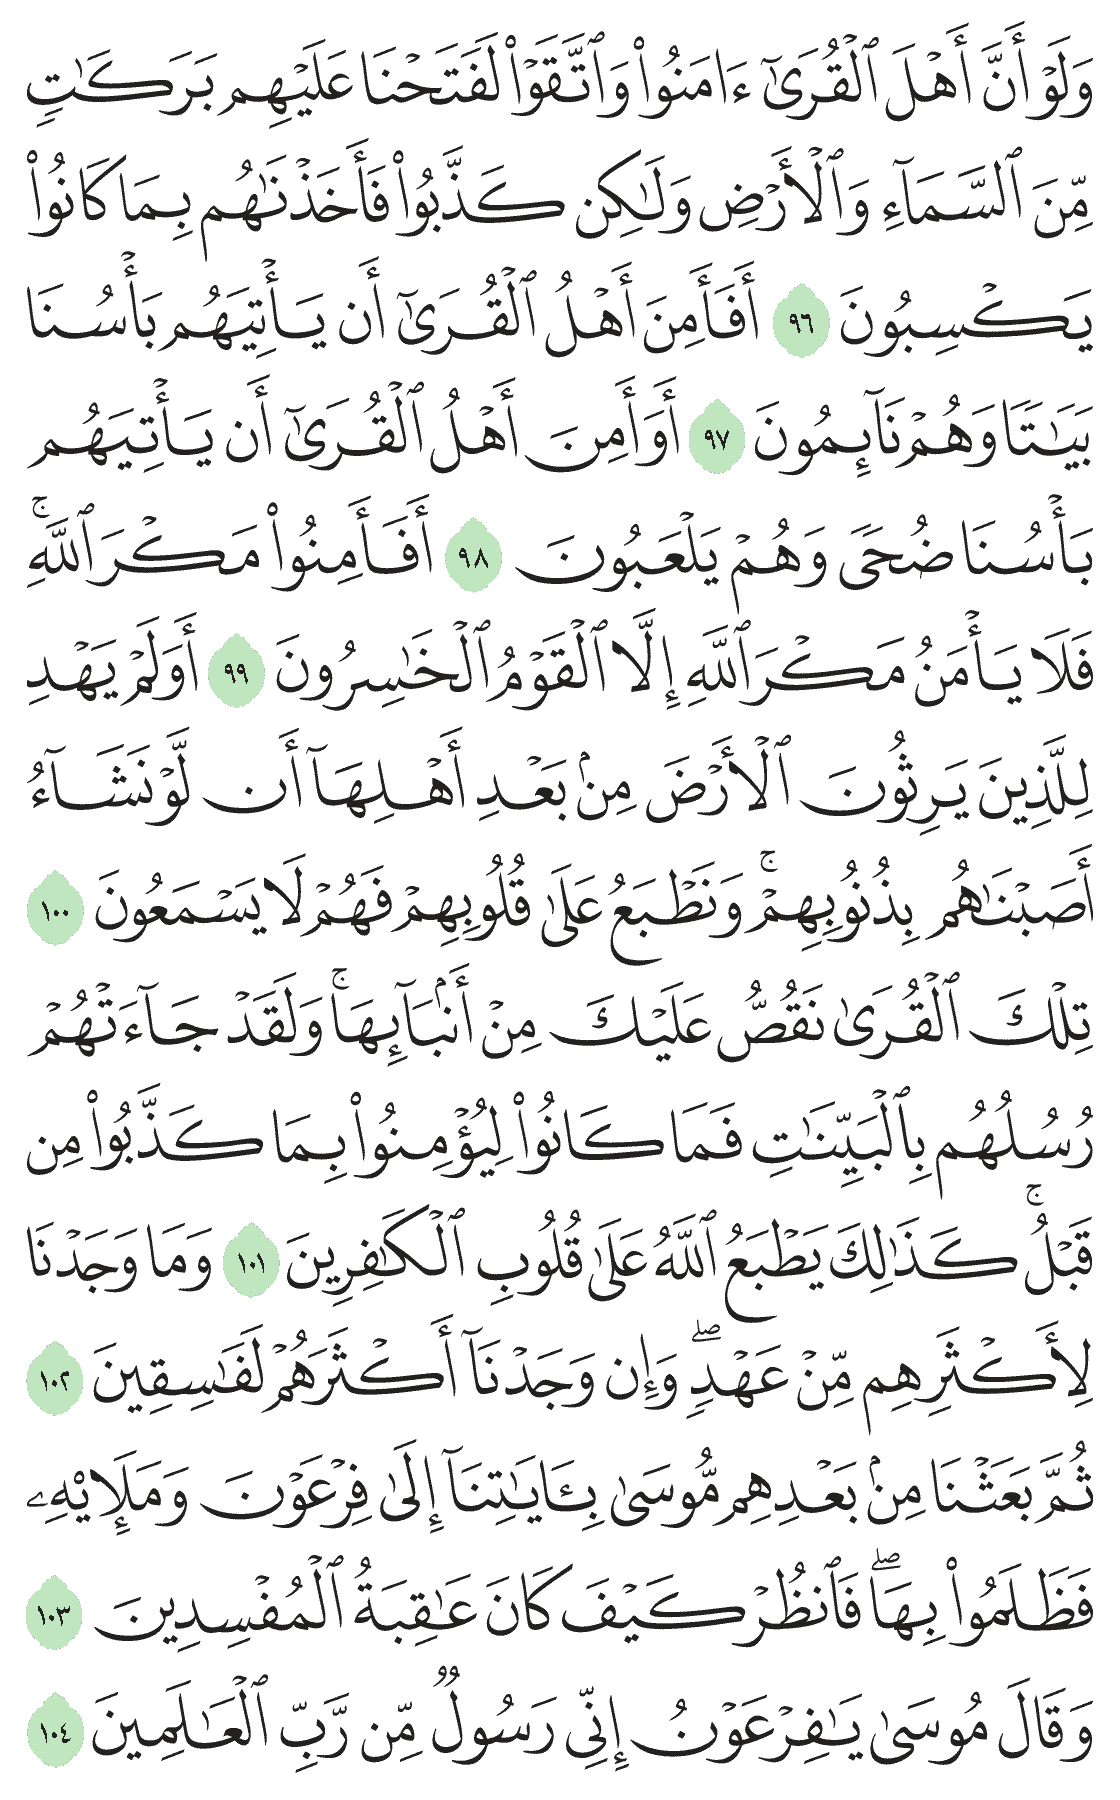 وَلَوۡ أَنَّ أَهۡلَ ٱلۡقُرَىٰٓ ءَامَنُواْ وَٱتَّقَوۡاْ لَفَتَحۡنَا عَلَيۡهِم بَرَكَٰتٖ
مِّنَ ٱلسَّمَآءِ وَٱلۡأَرۡضِ وَلَٰكِن كَذَّبُواْ فَأَخَذۡنَٰهُم بِمَا كَانُواْ
يَكۡسِبُونَ ٩٦ أَفَأَمِنَ أَهۡلُ ٱلۡقُرَىٰٓ أَن يَأۡتِيَهُم بَأۡسُنَا
بَيَٰتٗا وَهُمۡ نَآئِمُونَ ٩٧ أَوَأَمِنَ أَهۡلُ ٱلۡقُرَىٰٓ أَن يَأۡتِيَهُم
بَأۡسُنَا ضُحٗى وَهُمۡ يَلۡعَبُونَ ٩٨ أَفَأَمِنُواْ مَكۡرَ ٱللَّهِۚ
فَلَا يَأۡمَنُ مَكۡرَ ٱللَّهِ إِلَّا ٱلۡقَوۡمُ ٱلۡخَٰسِرُونَ ٩٩ أَوَلَمۡ يَهۡدِ
لِلَّذِينَ يَرِثُونَ ٱلۡأَرۡضَ مِنۢ بَعۡدِ أَهۡلِهَآ أَن لَّوۡ نَشَآءُ
أَصَبۡنَٰهُم بِذُنُوبِهِمۡۚ وَنَطۡبَعُ عَلَىٰ قُلُوبِهِمۡ فَهُمۡ لَا يَسۡمَعُونَ ١٠٠
تِلۡكَ ٱلۡقُرَىٰ نَقُصُّ عَلَيۡكَ مِنۡ أَنۢبَآئِهَاۚ وَلَقَدۡ جَآءَتۡهُمۡ
رُسُلُهُم بِٱلۡبَيِّنَٰتِ فَمَا كَانُواْ لِيُؤۡمِنُواْ بِمَا كَذَّبُواْ مِن
قَبۡلُۚ كَذَٰلِكَ يَطۡبَعُ ٱللَّهُ عَلَىٰ قُلُوبِ ٱلۡكَٰفِرِينَ ١٠١ وَمَا وَجَدۡنَا
لِأَكۡثَرِهِم مِّنۡ عَهۡدٖۖ وَإِن وَجَدۡنَآ أَكۡثَرَهُمۡ لَفَٰسِقِينَ ١٠٢
ثُمَّ بَعَثۡنَا مِنۢ بَعۡدِهِم مُّوسَىٰ بِـَٔايَٰتِنَآ إِلَىٰ فِرۡعَوۡنَ وَمَلَإِيْهِۦ
فَظَلَمُواْ بِهَاۖ فَٱنظُرۡ كَيۡفَ كَانَ عَٰقِبَةُ ٱلۡمُفۡسِدِينَ ١٠٣
وَقَالَ مُوسَىٰ يَٰفِرۡعَوۡنُ إِنِّي رَسُولٞ مِّن رَّبِّ ٱلۡعَٰلَمِينَ ١٠٤